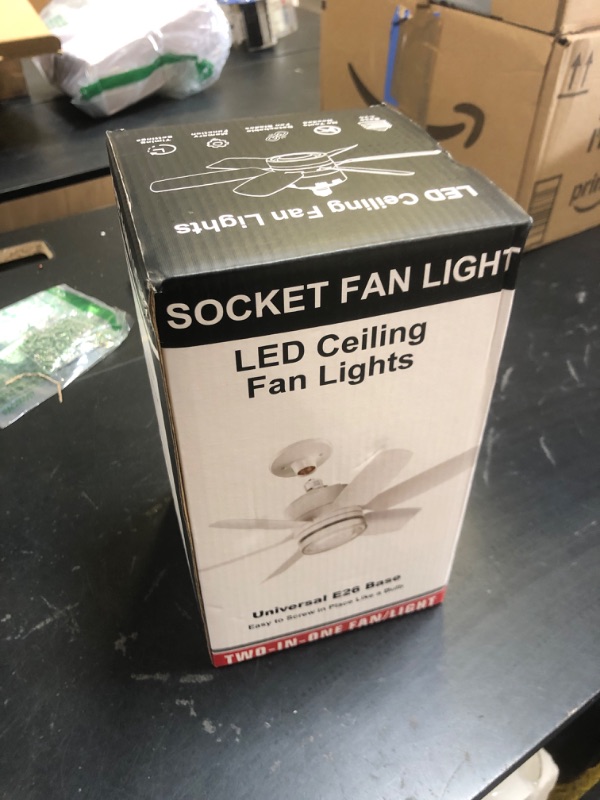 SOCKET FAN LIGHT
LED Ceiling
Fan Lights
Universal E26 Base
Easy to Screw in Place Like a Bulb
TWO-IN-ONE FAN/LIGHT
LED Ceiling Fan Lights
prime